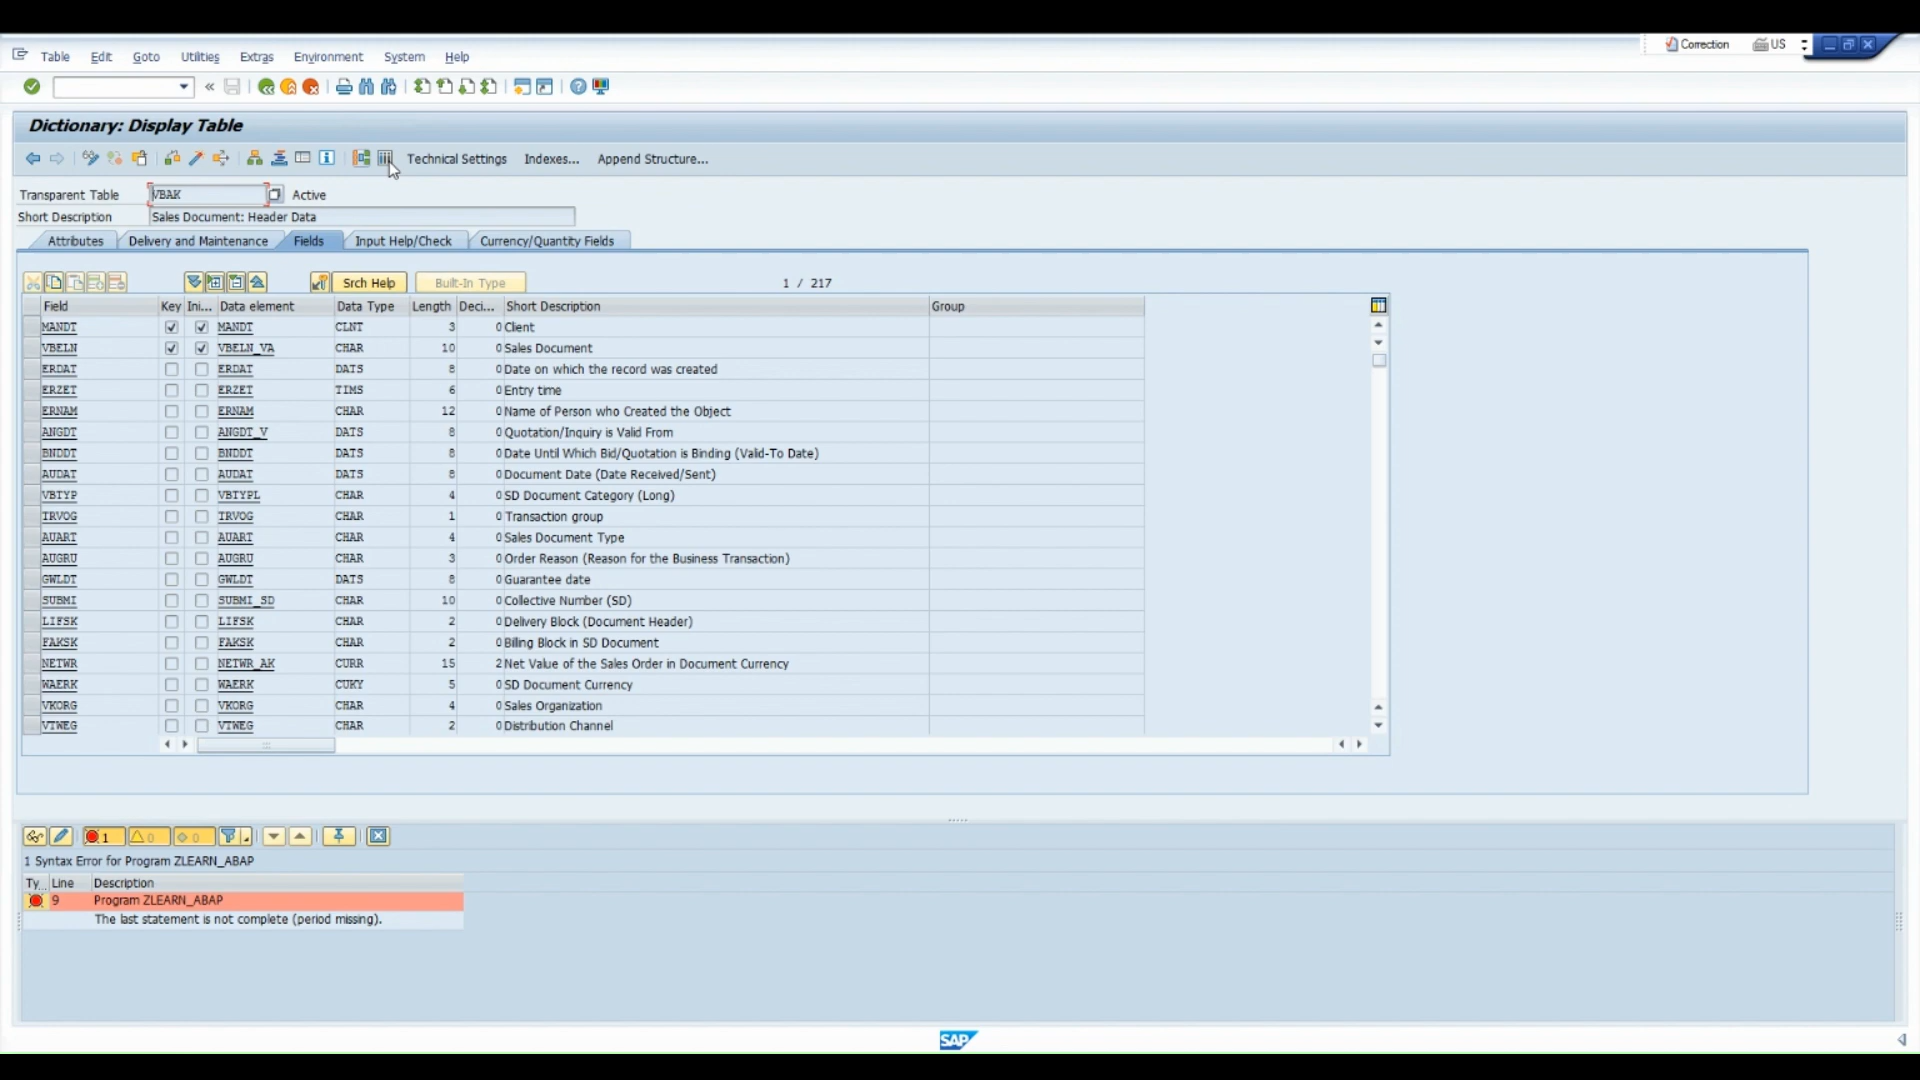 Correction US
Table Edit Goto Utilities Extras Environment System Help
Dictionary: Display Table
Technical Settings Indexes... Append Structure...
Transparent Table VBAK Active
Short Description Sales Document: Header Data
Attributes Delivery and Maintenance Fields Input Help/Check Currency/Quantity Fields
Srch Help Built-In Type 1 / 217
Field Key Ini... Data element Data Type Length Deci... Short Description Group
MANDT MANDT CLNT 3 0 Client
VBELN VBELN_VA CHAR 10 0 Sales Document
ERDAT ERDAT DATS 8 0 Date on which the record was created
ERZET ERZET TIMS 6 0 Entry time
ERNAM ERNAM CHAR 12 0 Name of Person who Created the Object
ANGDT ANGDT_V DATS 8 0 Quotation/Inquiry is Valid From
BNDDT BNDDT DATS 8 0 Date Until Which Bid/Quotation is Binding (Valid-To Date)
AUDAT AUDAT DATS 8 0 Document Date (Date Received/Sent)
VBTYP VBTYPL CHAR 4 0 SD Document Category (Long)
TRVOG TRVOG CHAR 1 0 Transaction group
AUART AUART CHAR 4 0 Sales Document Type
AUGRU AUGRU CHAR 3 0 Order Reason (Reason for the Business Transaction)
GWLDT GWLDT DATS 8 0 Guarantee date
SUBMI SUBMI_SD CHAR 10 0 Collective Number (SD)
LIFSK LIFSK CHAR 2 0 Delivery Block (Document Header)
FAKSK FAKSK CHAR 2 0 Billing Block in SD Document
NETWR NETWR_AK CURR 15 2 Net Value of the Sales Order in Document Currency
WAERK WAERK CUKY 5 0 SD Document Currency
VKORG VKORG CHAR 4 0 Sales Organization
VTWEG VTWEG CHAR 2 0 Distribution Channel
1 0 0
1 Syntax Error for Program ZLEARN_ABAP
Ty... Line Description
9 Program ZLEARN_ABAP
The last statement is not complete (period missing).
SAP